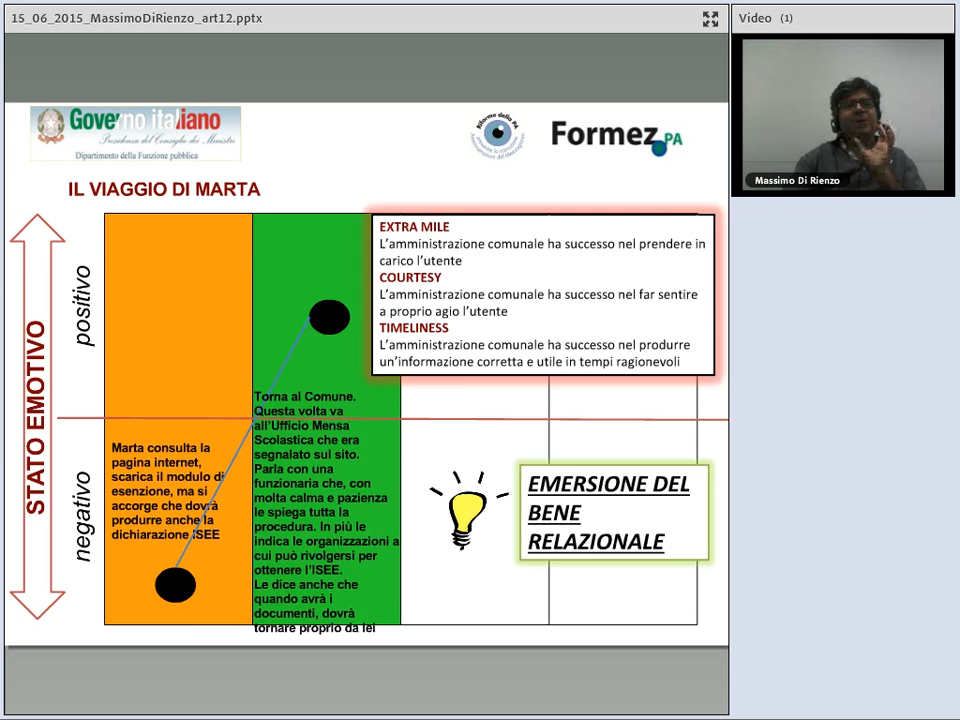 15_06_2015_MassimoDiRienzo_art12.pptx
Video (1)
Massimo Di Rienzo
Governo italiano
Presidenza del Consiglio dei Ministri
Dipartimento della Funzione pubblica
Riforme della PA
Formez PA
IL VIAGGIO DI MARTA
STATO EMOTIVO
positivo
negativo
EXTRA MILE
L’amministrazione comunale ha successo nel prendere in
carico l’utente
COURTESY
L’amministrazione comunale ha successo nel far sentire
a proprio agio l’utente
TIMELINESS
L’amministrazione comunale ha successo nel produrre
un’informazione corretta e utile in tempi ragionevoli
Marta consulta la
pagina internet,
scarica il modulo di
esenzione, ma si
accorge che dovrà
produrre anche la
dichiarazione ISEE
Torna al Comune.
Questa volta va
all’Ufficio Mensa
Scolastica che era
segnalato sul sito.
Parla con una
funzionaria che, con
molta calma e pazienza
le spiega tutta la
procedura. In più le
indica le organizzazioni a
cui può rivolgersi per
ottenere l’ISEE.
Le dice anche che
quando avrà i
documenti, dovrà
tornare proprio da lei
EMERSIONE DEL
BENE
RELAZIONALE